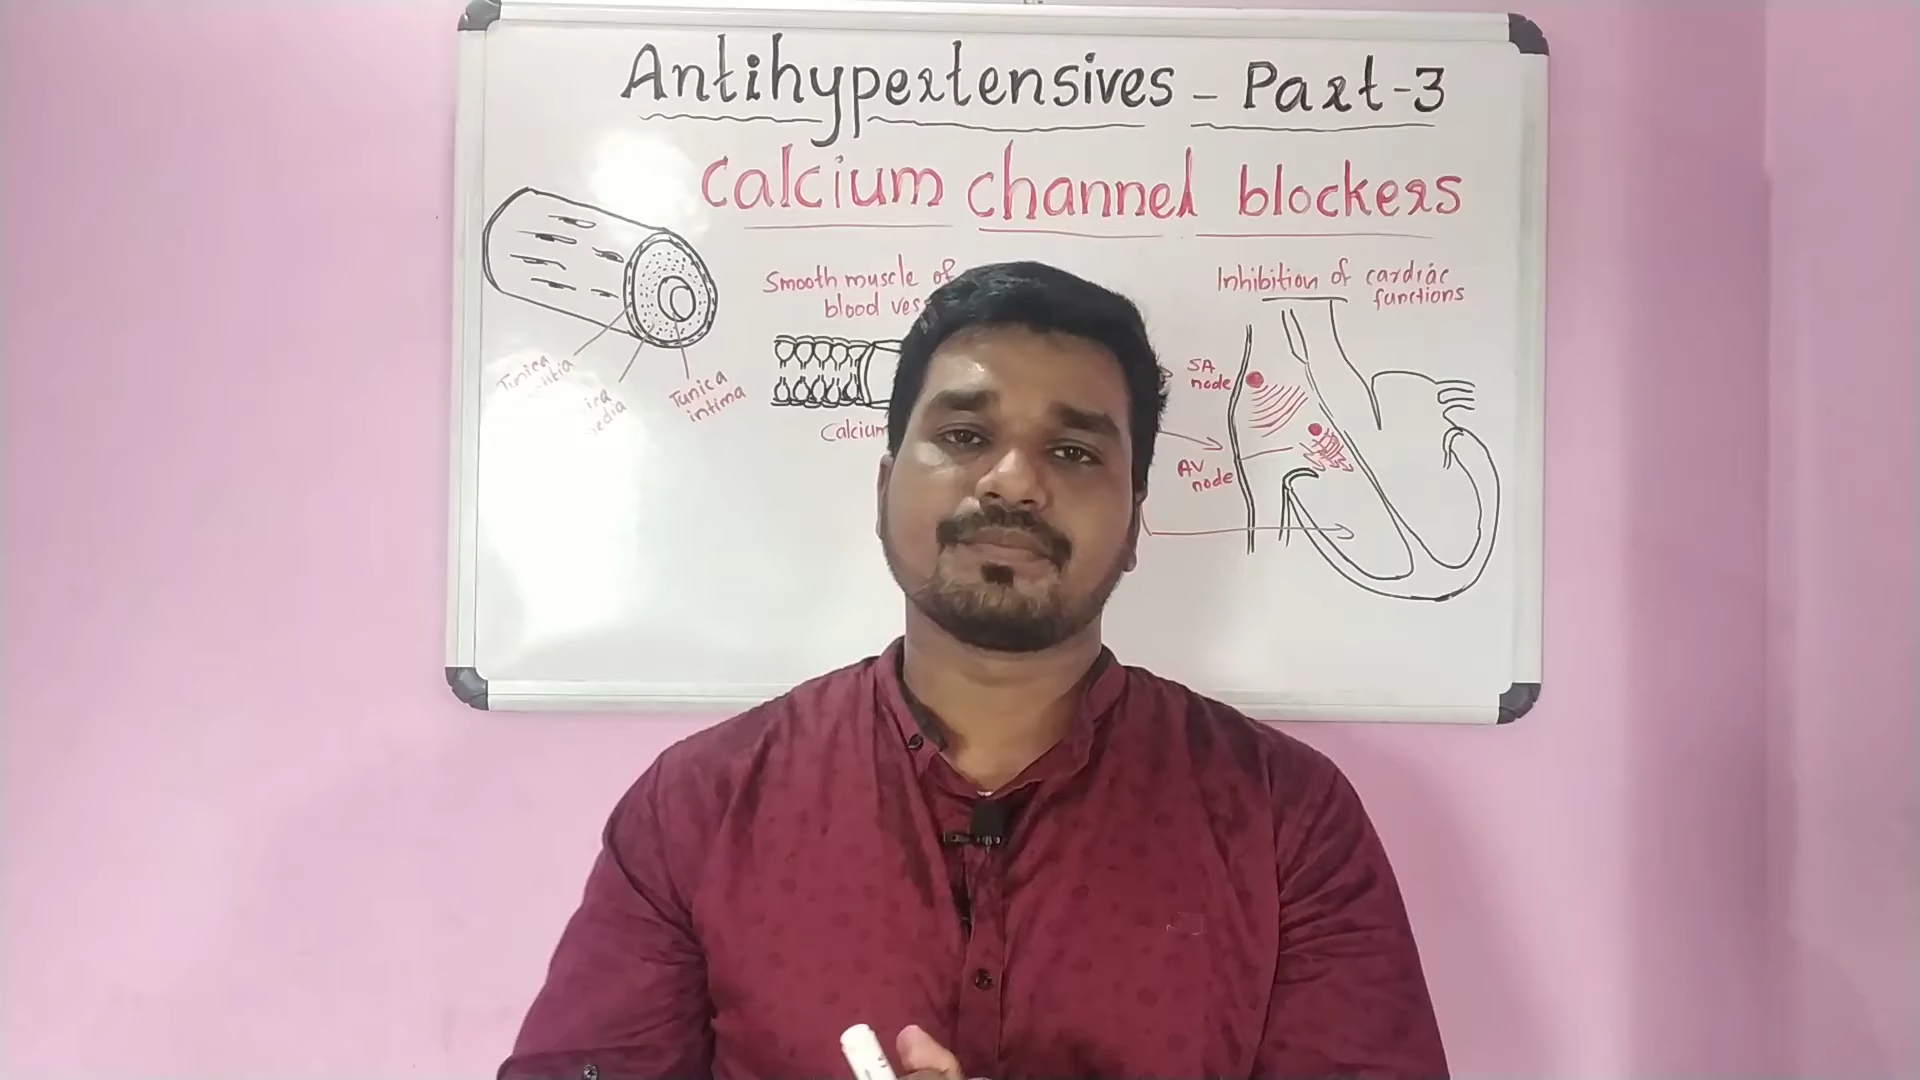 Antihypertensives - Part-3
Calcium channel blockers
Smooth muscle of
blood
Inhibition of cardiac
functions
SA
node
AV
node
Tunica
Tunica
intima
Calcium